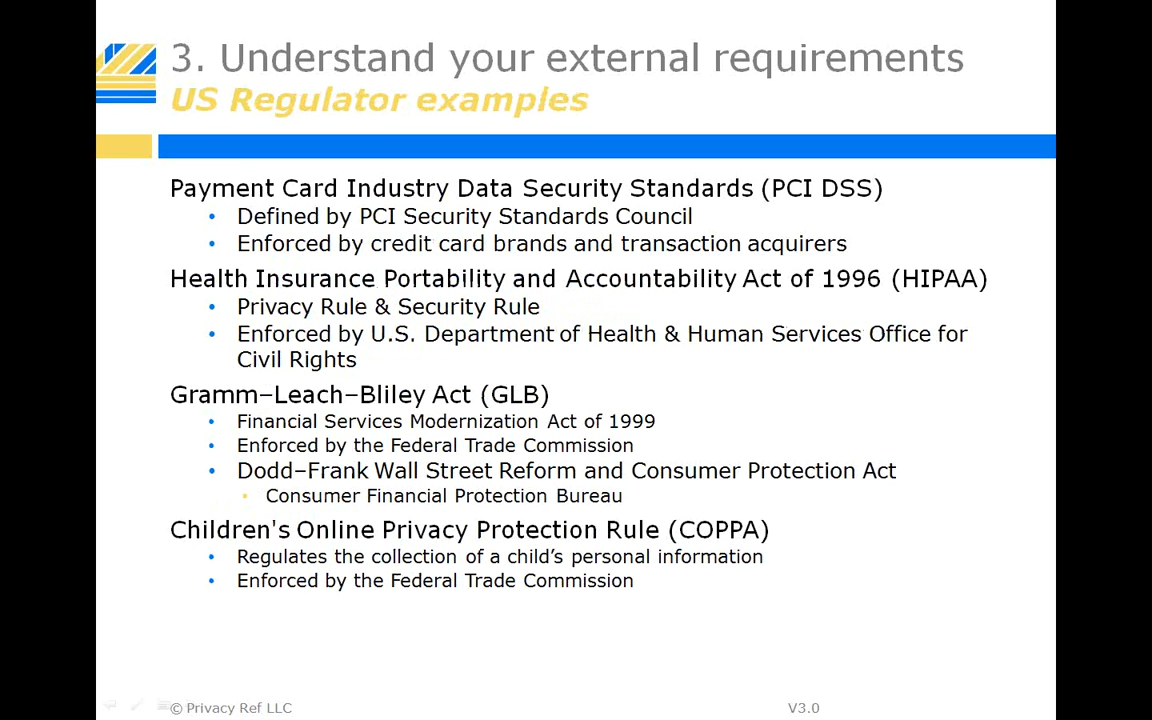 3. Understand your external requirements
US Regulator examples
Payment Card Industry Data Security Standards (PCI DSS)
• Defined by PCI Security Standards Council
• Enforced by credit card brands and transaction acquirers
Health Insurance Portability and Accountability Act of 1996 (HIPAA)
• Privacy Rule & Security Rule
• Enforced by U.S. Department of Health & Human Services Office for
Civil Rights
Gramm–Leach–Bliley Act (GLB)
• Financial Services Modernization Act of 1999
• Enforced by the Federal Trade Commission
• Dodd–Frank Wall Street Reform and Consumer Protection Act
• Consumer Financial Protection Bureau
Children's Online Privacy Protection Rule (COPPA)
• Regulates the collection of a child’s personal information
• Enforced by the Federal Trade Commission
© Privacy Ref LLC
V3.0